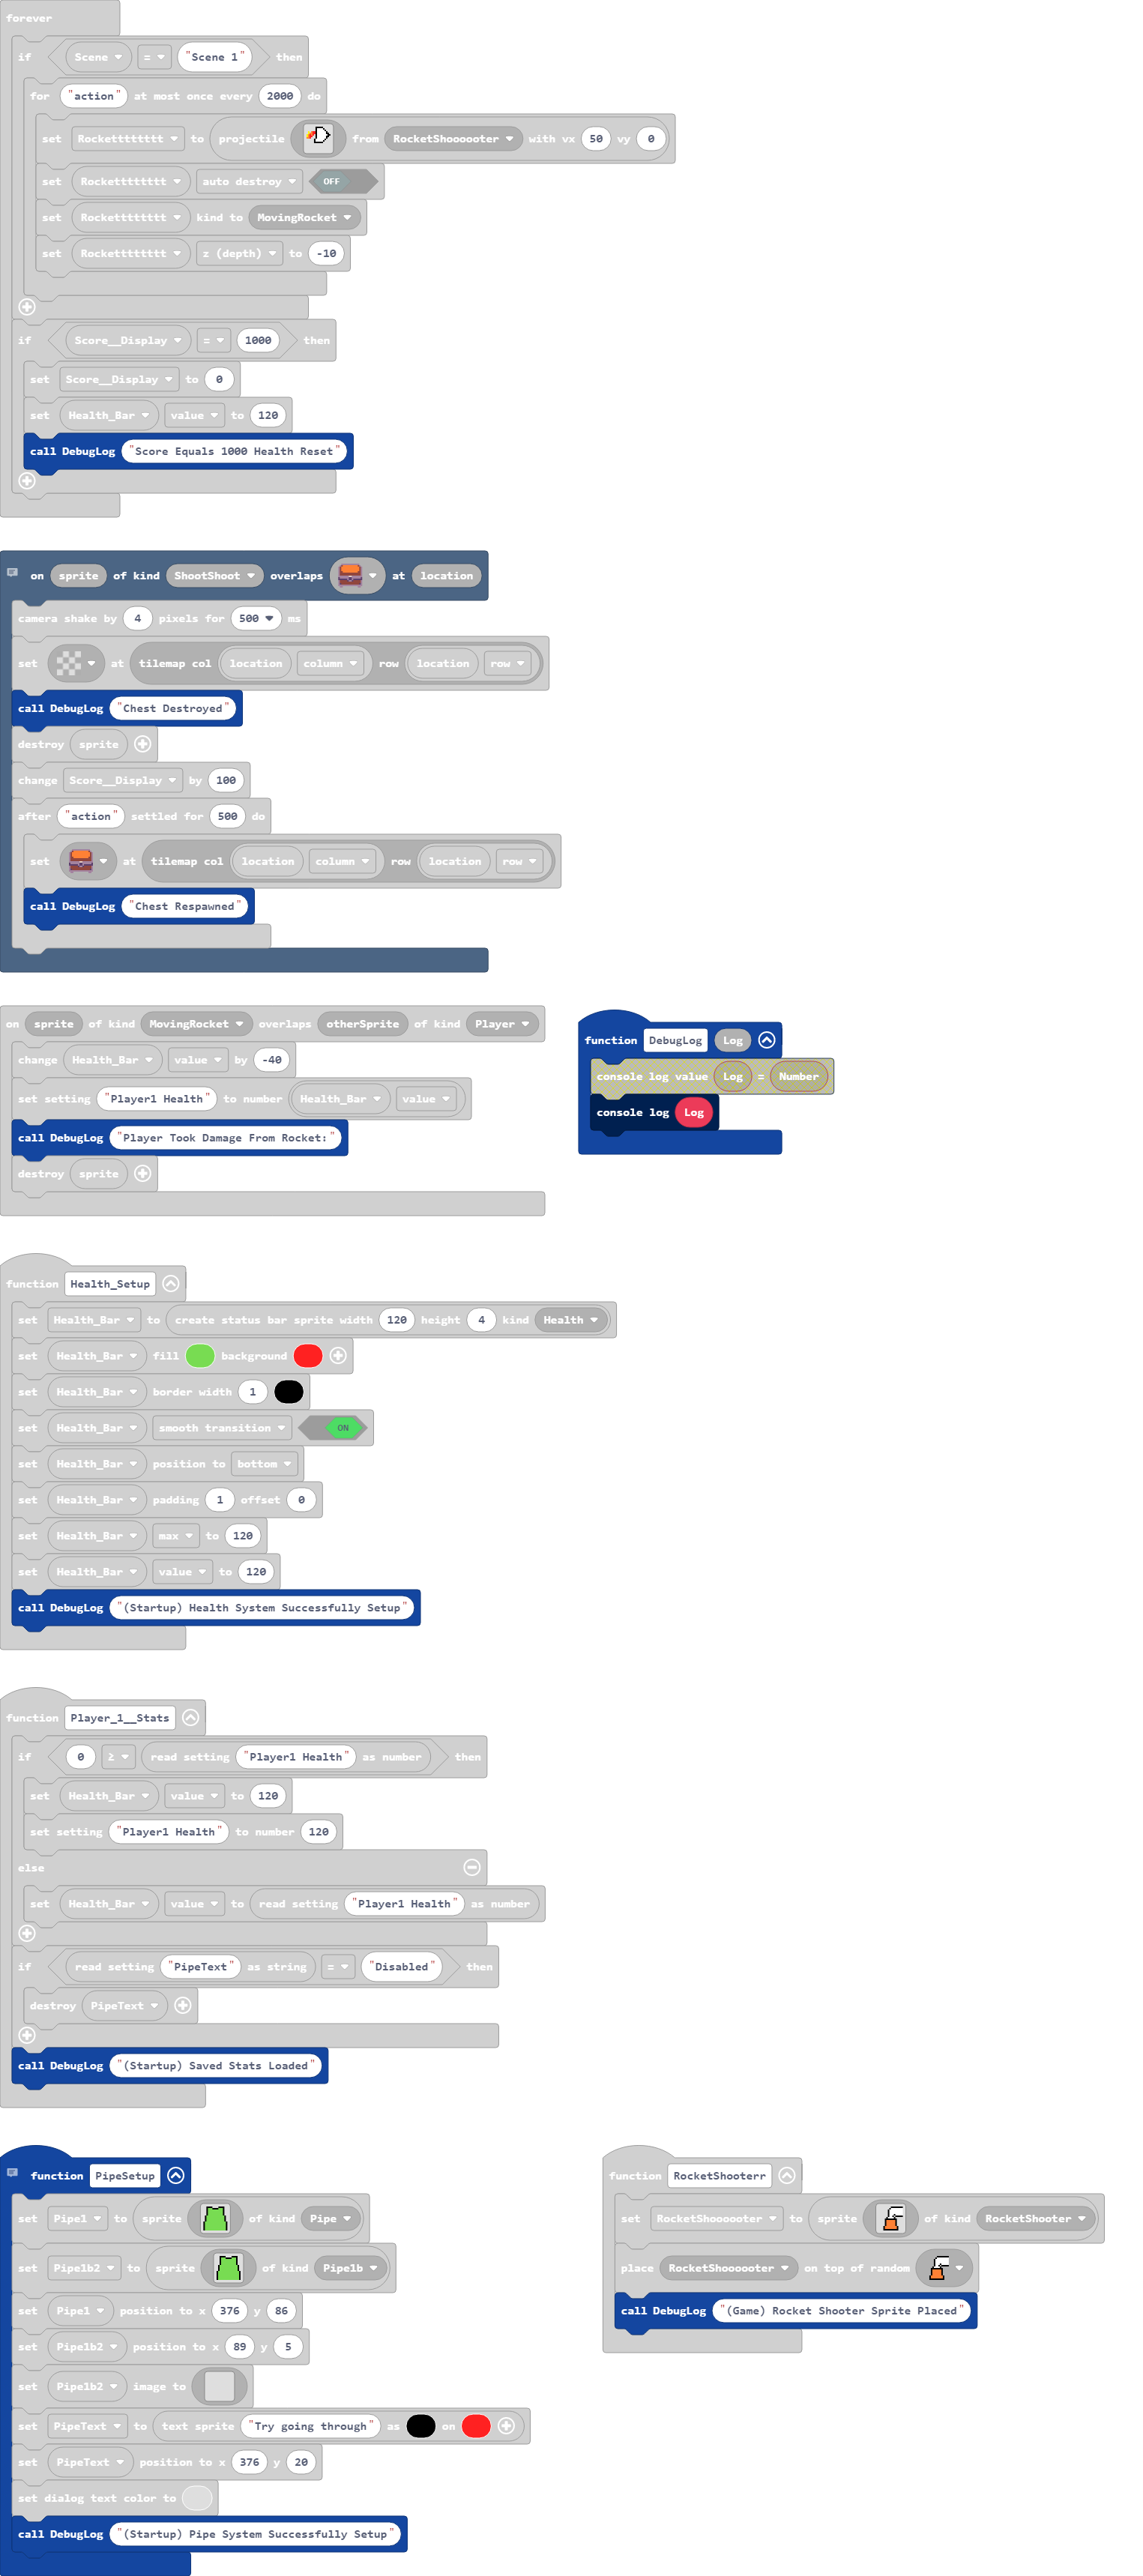 forever
if Scene = "Scene 1" then
for "action" at most once every 2000 do
set Rocketttttttt to projectile from RocketShoooooter with vx 50 vy 0
set Rocketttttttt auto destroy OFF
set Rocketttttttt kind to MovingRocket
set Rocketttttttt z (depth) to -10
if Score__Display = 1000 then
set Score__Display to 0
set Health_Bar value to 120
call DebugLog "Score Equals 1000 Health Reset"
on sprite of kind ShootShoot overlaps at location
camera shake by 4 pixels for 500 ms
set at tilemap col location column row location row
call DebugLog "Chest Destroyed"
destroy sprite
change Score__Display by 100
after "action" settled for 500 do
set at tilemap col location column row location row
call DebugLog "Chest Respawned"
on sprite of kind MovingRocket overlaps otherSprite of kind Player
change Health_Bar value by -40
set setting "Player1 Health" to number Health_Bar value
call DebugLog "Player Took Damage From Rocket:"
destroy sprite
function DebugLog Log
console log value Log = Number
console log Log
function Health_Setup
set Health_Bar to create status bar sprite width 120 height 4 kind Health
set Health_Bar fill background
set Health_Bar border width 1
set Health_Bar smooth transition ON
set Health_Bar position to bottom
set Health_Bar padding 1 offset 0
set Health_Bar max to 120
set Health_Bar value to 120
call DebugLog "(Startup) Health System Successfully Setup"
function Player_1__Stats
if 0 ≥ read setting "Player1 Health" as number then
set Health_Bar value to 120
set setting "Player1 Health" to number 120
else
set Health_Bar value to read setting "Player1 Health" as number
if read setting "PipeText" as string = "Disabled" then
destroy PipeText
call DebugLog "(Startup) Saved Stats Loaded"
function PipeSetup
set Pipe1 to sprite of kind Pipe
set Pipe1b2 to sprite of kind Pipe1b
set Pipe1 position to x 376 y 86
set Pipe1b2 position to x 89 y 5
set Pipe1b2 image to
set PipeText to text sprite "Try going through" as on
set PipeText position to x 376 y 20
set dialog text color to
call DebugLog "(Startup) Pipe System Successfully Setup"
function RocketShooterr
set RocketShoooooter to sprite of kind RocketShooter
place RocketShoooooter on top of random
call DebugLog "(Game) Rocket Shooter Sprite Placed"